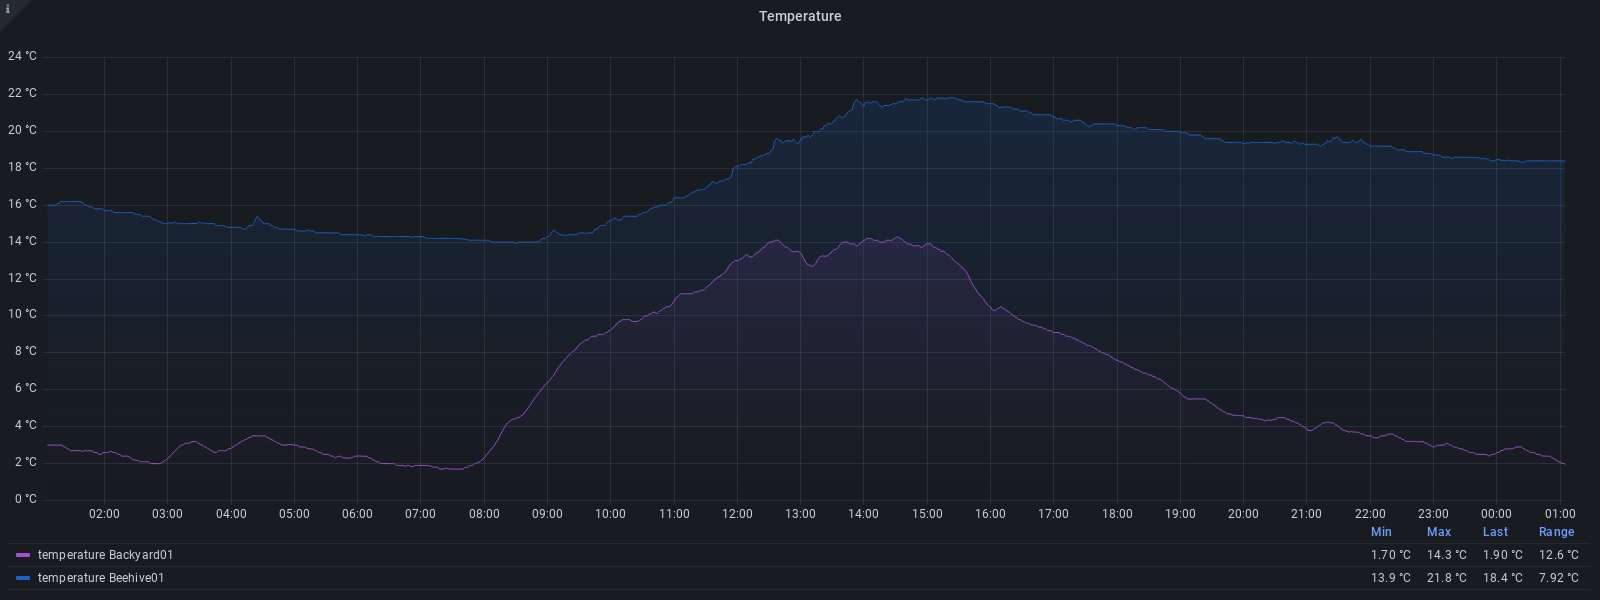 i
Temperature
24 °C
22 °C
20 °C
18 °C
16 °C
14 °C
12 °C
10 °C
8 °C
6 °C
4 °C
2 °C
0 °C
02:00 03:00 04:00 05:00 06:00 07:00 08:00 09:00 10:00 11:00 12:00 13:00 14:00 15:00 16:00 17:00 18:00 19:00 20:00 21:00 22:00 23:00 00:00 01:00
Min Max Last Range
temperature Backyard01 1.70 °C 14.3 °C 1.90 °C 12.6 °C
temperature Beehive01 13.9 °C 21.8 °C 18.4 °C 7.92 °C